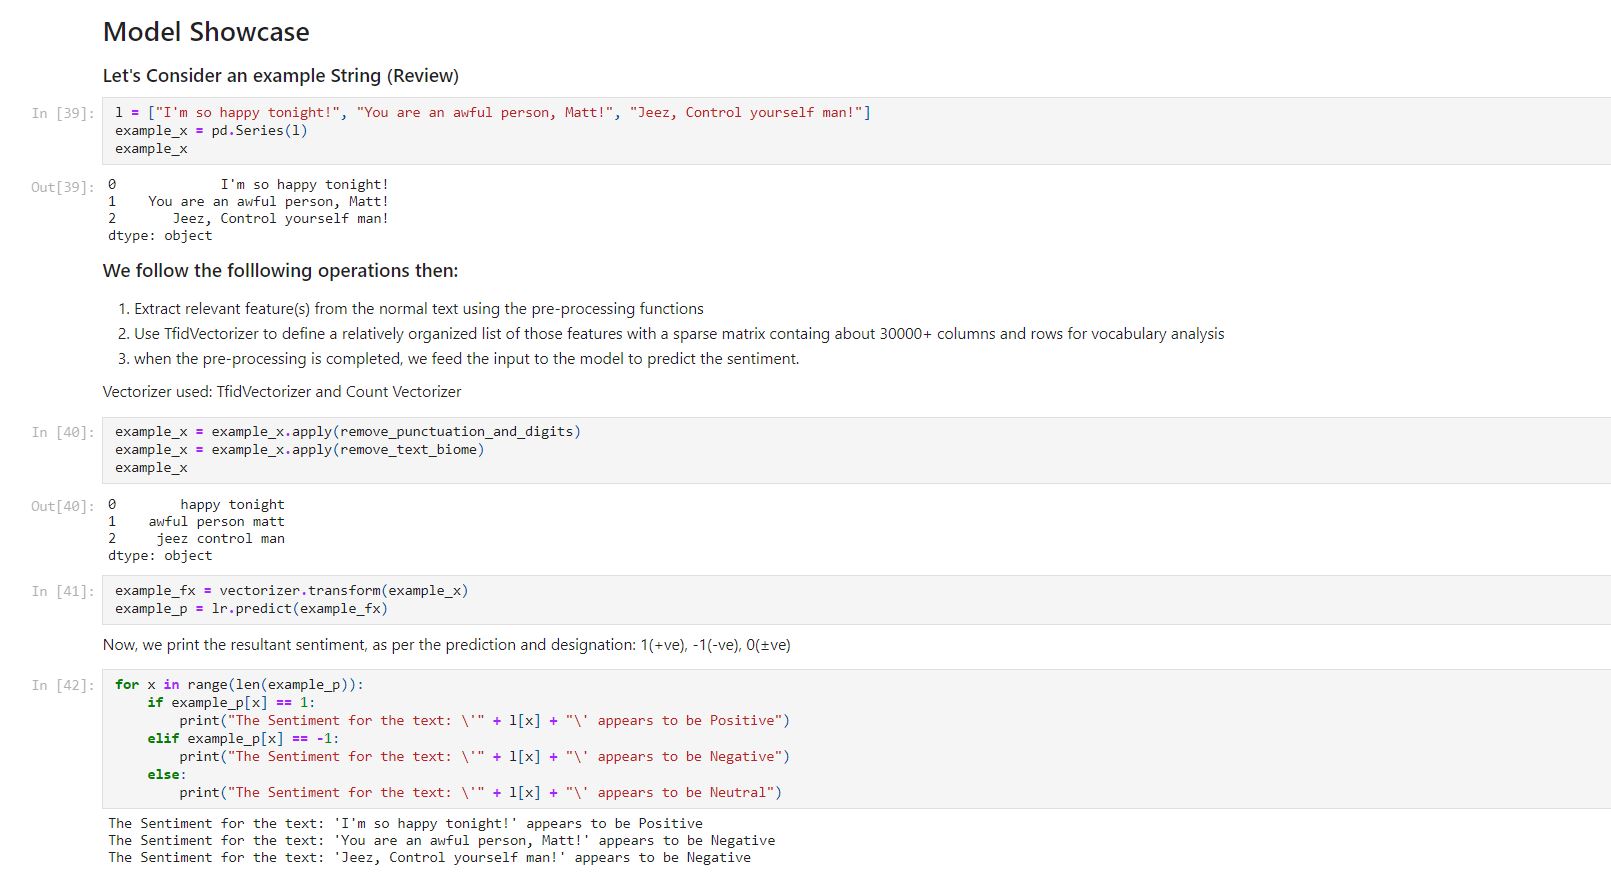 Model Showcase
Let's Consider an example String (Review)
In [39]:
l = ["I'm so happy tonight!", "You are an awful person, Matt!", "Jeez, Control yourself man!"]
example_x = pd.Series(l)
example_x
Out[39]:
0             I'm so happy tonight!
1    You are an awful person, Matt!
2       Jeez, Control yourself man!
dtype: object
We follow the folllowing operations then:
1. Extract relevant feature(s) from the normal text using the pre-processing functions
2. Use TfidVectorizer to define a relatively organized list of those features with a sparse matrix containg about 30000+ columns and rows for vocabulary analysis
3. when the pre-processing is completed, we feed the input to the model to predict the sentiment.
Vectorizer used: TfidVectorizer and Count Vectorizer
In [40]:
example_x = example_x.apply(remove_punctuation_and_digits)
example_x = example_x.apply(remove_text_biome)
example_x
Out[40]:
0        happy tonight
1    awful person matt
2     jeez control man
dtype: object
In [41]:
example_fx = vectorizer.transform(example_x)
example_p = lr.predict(example_fx)
Now, we print the resultant sentiment, as per the prediction and designation: 1(+ve), -1(-ve), 0(±ve)
In [42]:
for x in range(len(example_p)):
    if example_p[x] == 1:
        print("The Sentiment for the text: \'" + l[x] + "\' appears to be Positive")
    elif example_p[x] == -1:
        print("The Sentiment for the text: \'" + l[x] + "\' appears to be Negative")
    else:
        print("The Sentiment for the text: \'" + l[x] + "\' appears to be Neutral")
The Sentiment for the text: 'I'm so happy tonight!' appears to be Positive
The Sentiment for the text: 'You are an awful person, Matt!' appears to be Negative
The Sentiment for the text: 'Jeez, Control yourself man!' appears to be Negative